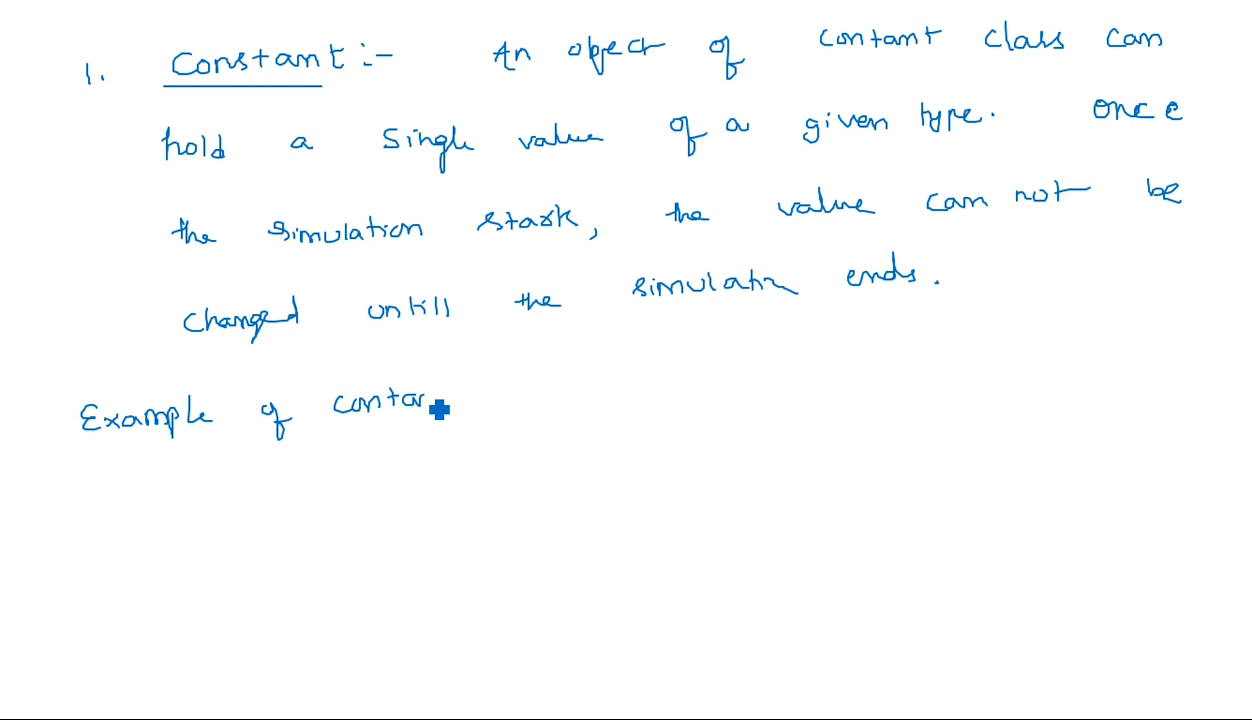 1. Constant :- An object of contant class can
hold a single value of a given type. once
the simulation stark, the value can not be
changed untill the simulatin ends.
Example of contar